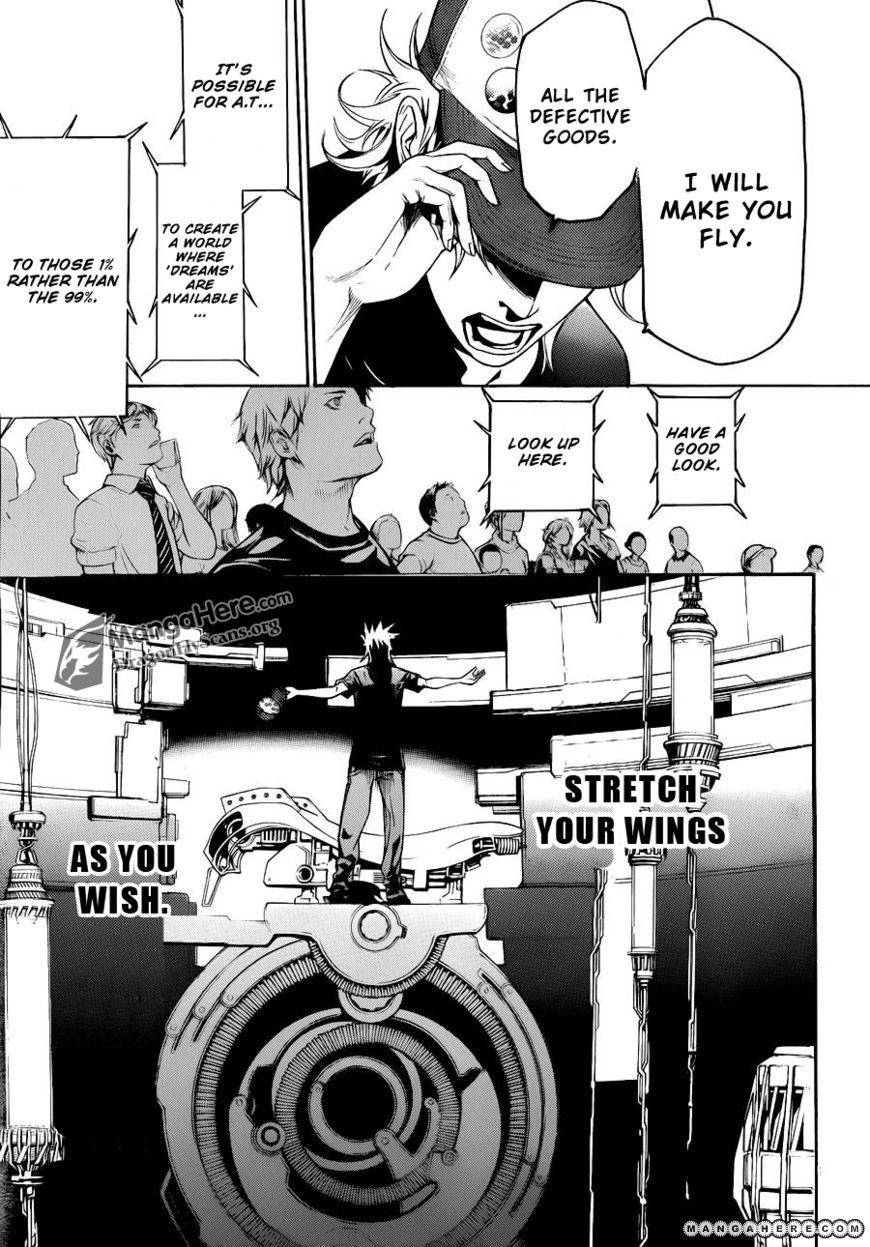 I WILL
MAKE YOU
FLY.
ALL THE
DEFECTIVE
GOODS.
IT'S
POSSIBLE
FOR A.T...
TO CREATE
A WORLD
WHERE
'DREAMS'
ARE
AVAILABLE
...
TO THOSE 1%
RATHER THAN
THE 99%.
HAVE A
GOOD
LOOK.
LOOK UP
HERE.
MangaHere.com
DragonFlyScans.org
STRETCH
YOUR WINGS
AS YOU
WISH.
MANGAHERE.COM